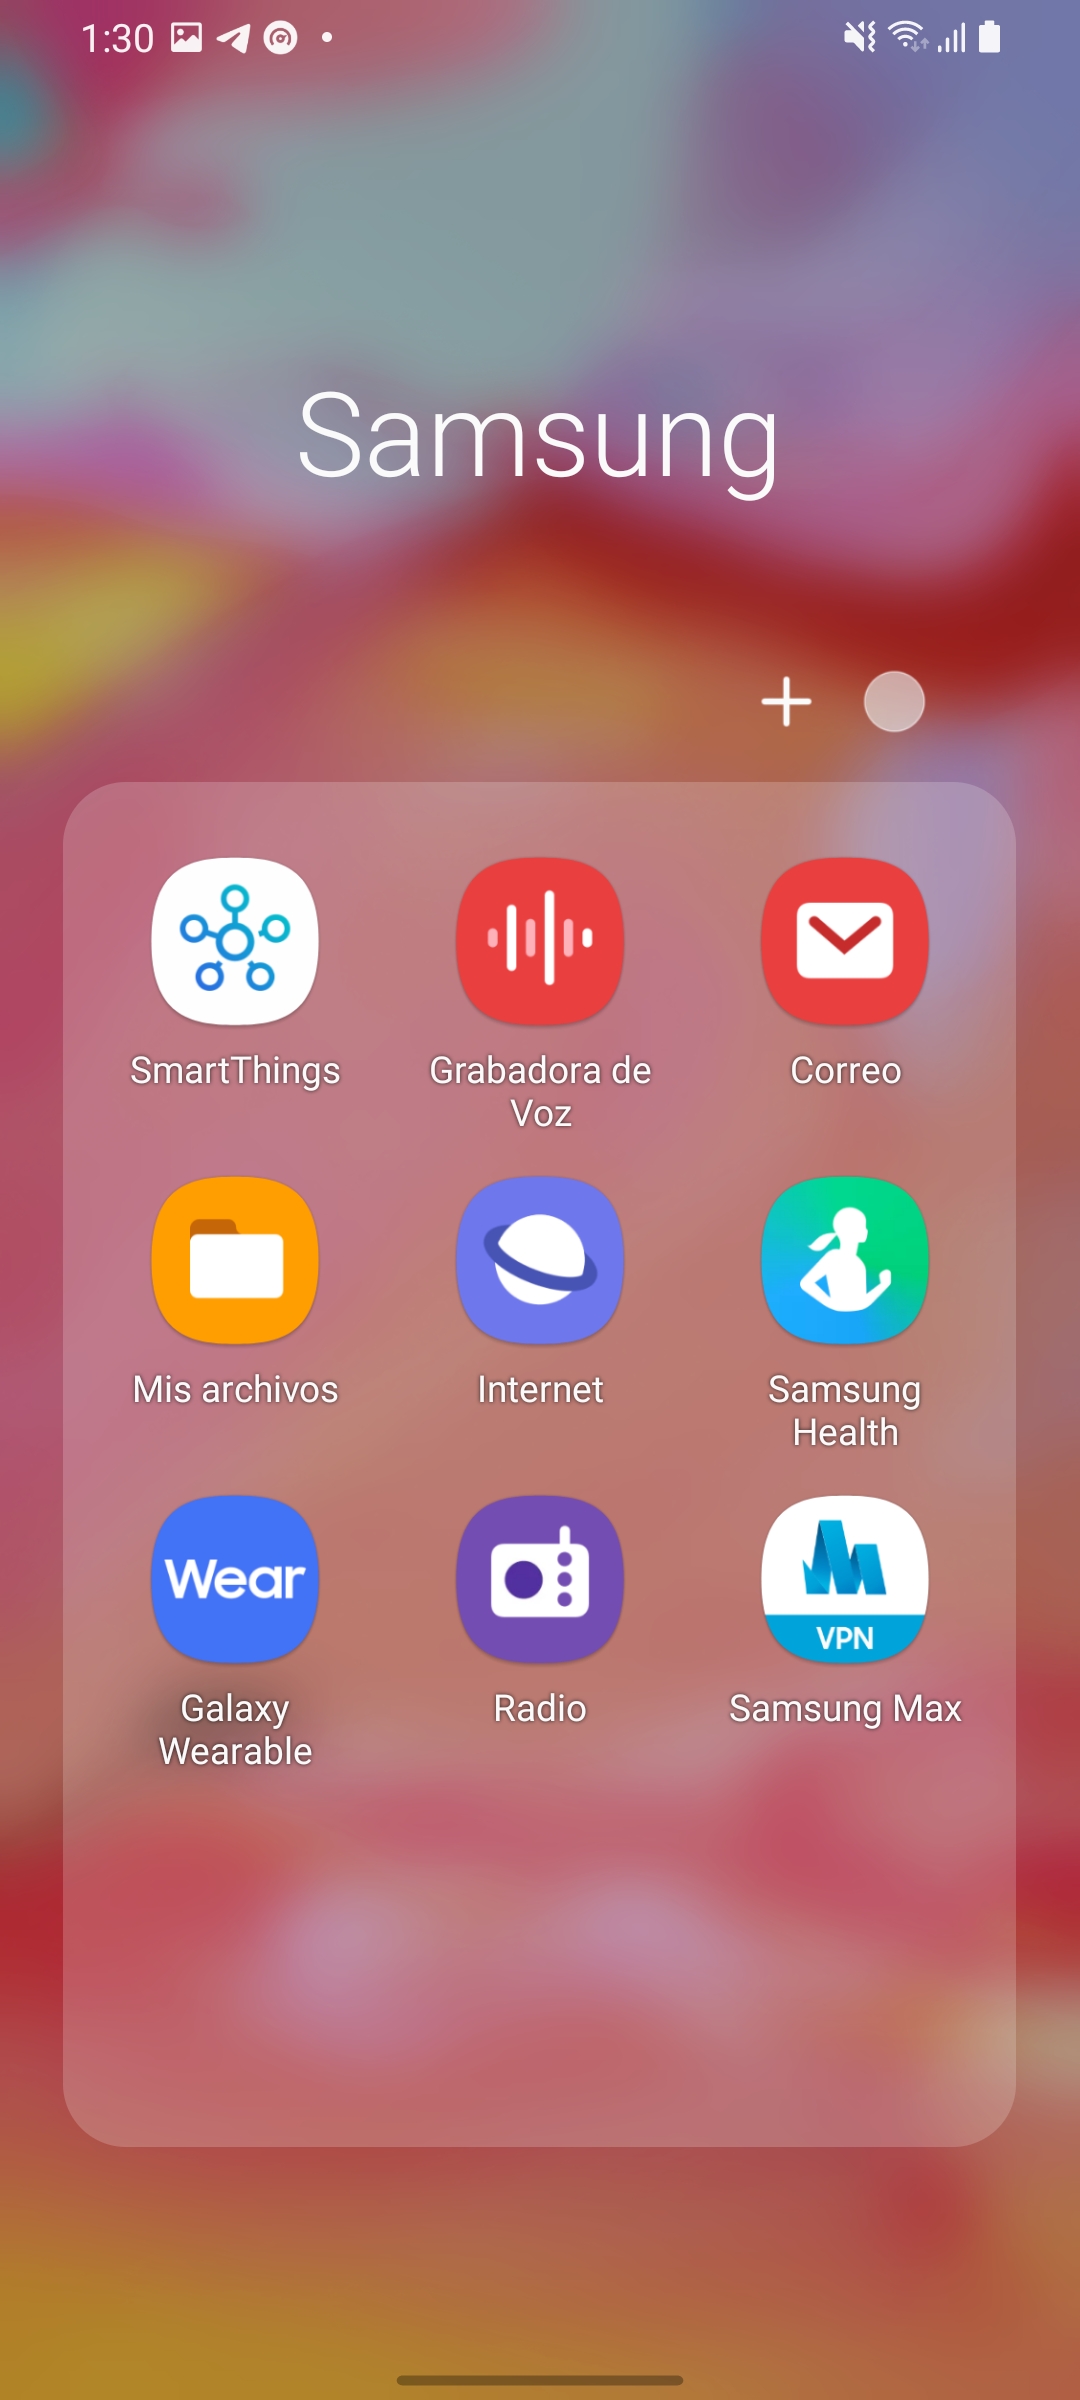 1:30
Samsung
SmartThings
Grabadora de
Voz
Correo
Mis archivos
Internet
Samsung
Health
Wear
Galaxy
Wearable
Radio
VPN
Samsung Max